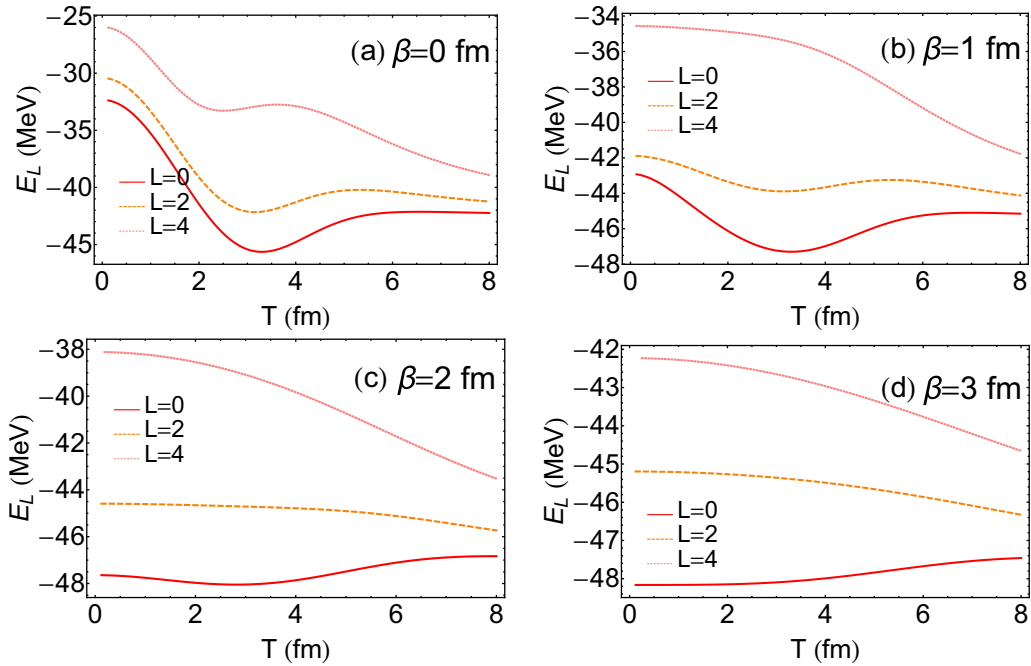 (a) β=0 fm
E_L (MeV)
−25
−30
−35
−40
−45
L=0
L=2
L=4
0 2 4 6 8
T (fm)
(b) β=1 fm
E_L (MeV)
−34
−36
−38
−40
−42
−44
−46
−48
L=0
L=2
L=4
0 2 4 6 8
T (fm)
(c) β=2 fm
E_L (MeV)
−38
−40
−42
−44
−46
−48
L=0
L=2
L=4
0 2 4 6 8
T (fm)
(d) β=3 fm
E_L (MeV)
−42
−43
−44
−45
−46
−47
−48
L=0
L=2
L=4
0 2 4 6 8
T (fm)